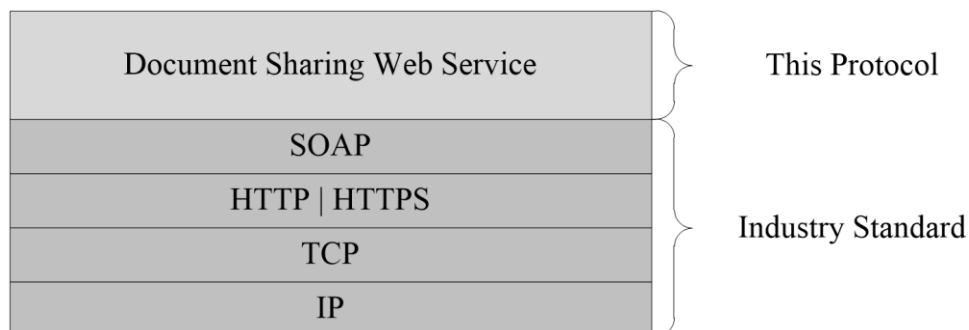 Document Sharing Web Service
This Protocol
SOAP
HTTP | HTTPS
TCP
IP
Industry Standard